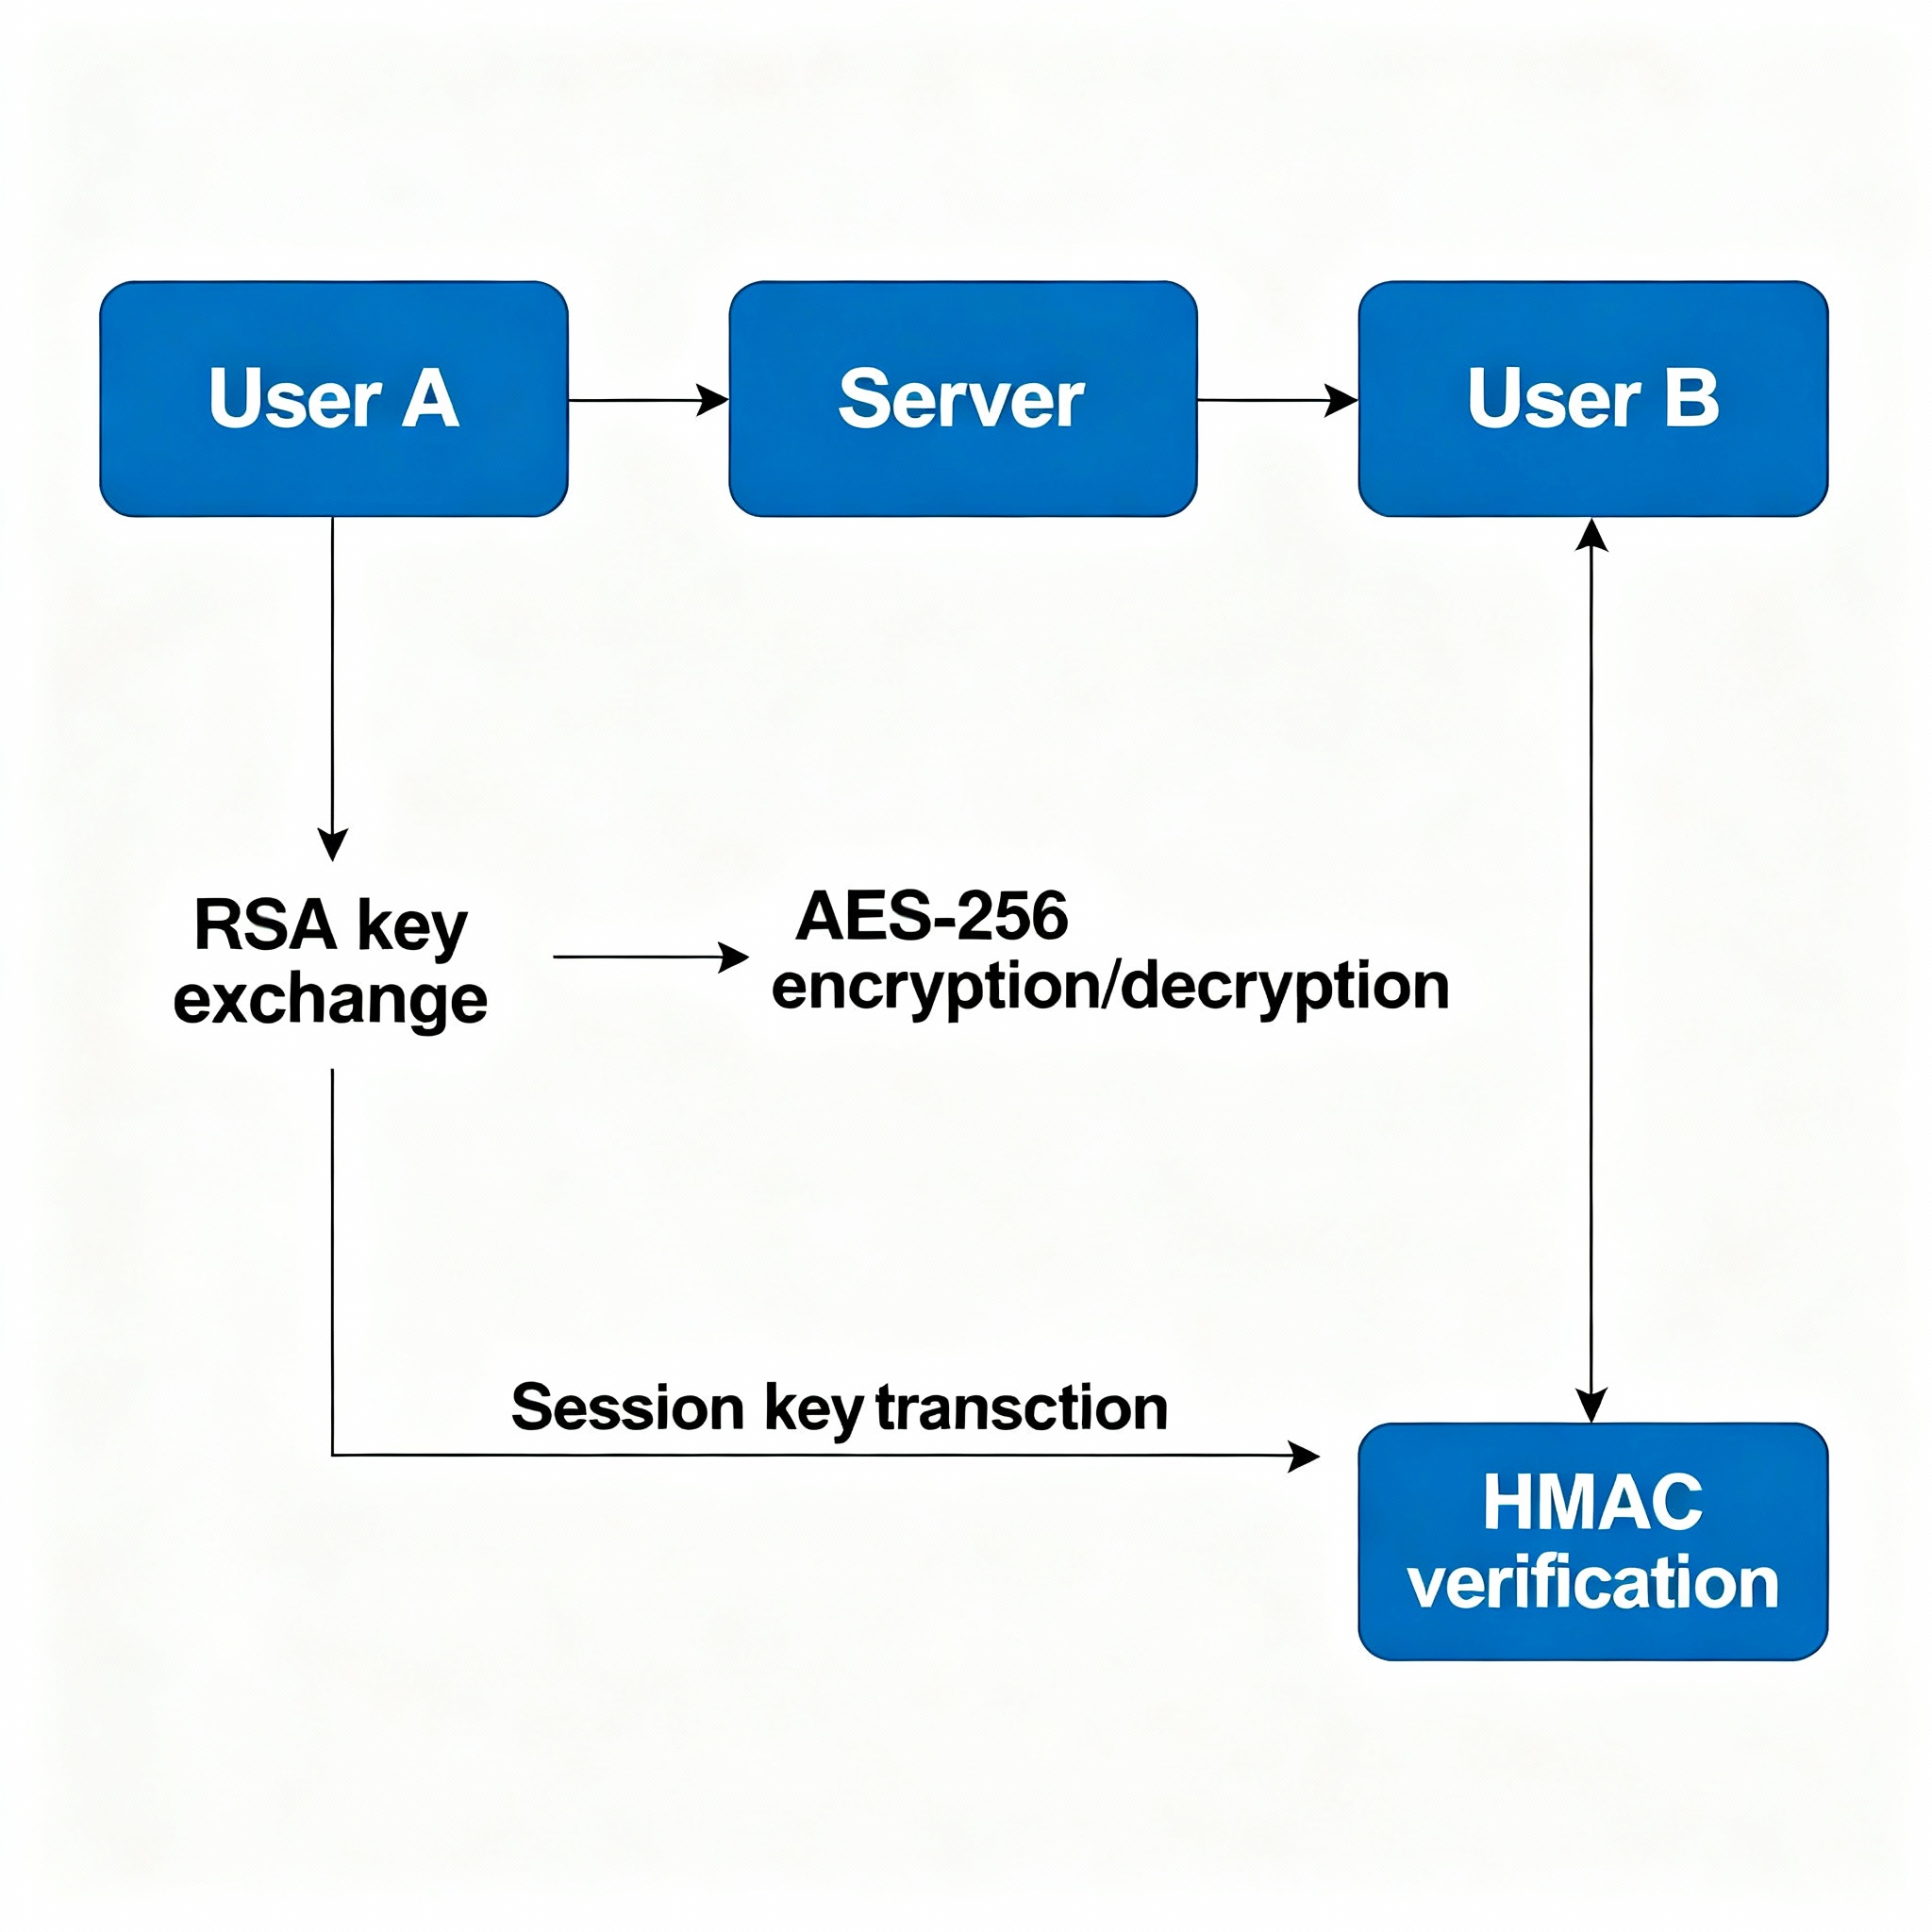 User A
Server
User B
RSA key
exchange
AES-256
encryption/decryption
Session key transction
HMAC
verification